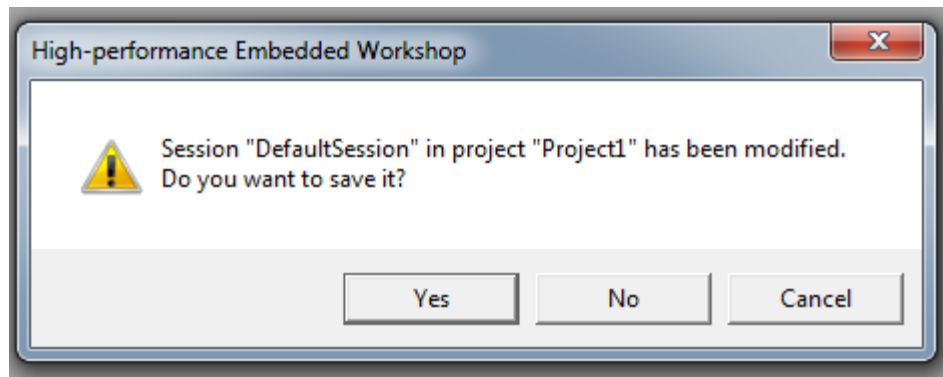 High-performance Embedded Workshop
Session "DefaultSession" in project "Project1" has been modified.
Do you want to save it?
Yes No Cancel